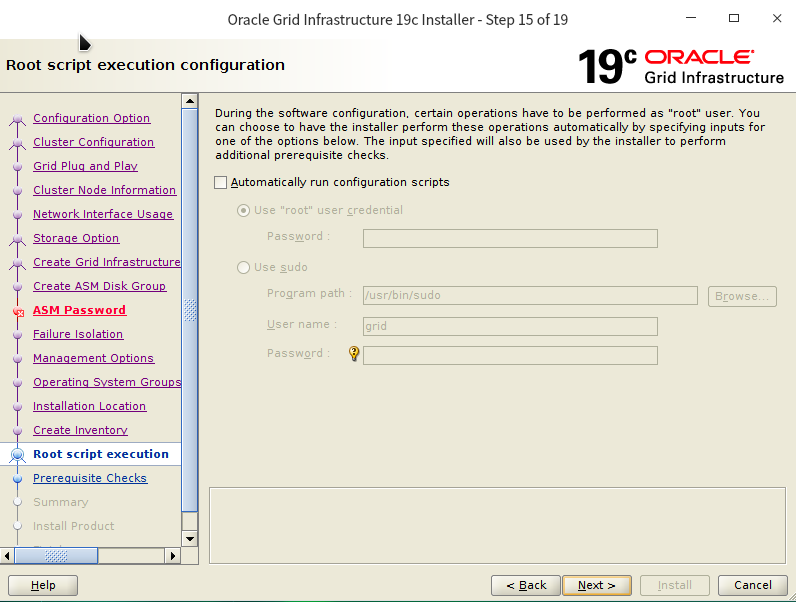 Oracle Grid Infrastructure 19c Installer - Step 15 of 19
Root script execution configuration
19c ORACLE
Grid Infrastructure
Configuration Option
Cluster Configuration
Grid Plug and Play
Cluster Node Information
Network Interface Usage
Storage Option
Create Grid Infrastructure
Create ASM Disk Group
ASM Password
Failure Isolation
Management Options
Operating System Groups
Installation Location
Create Inventory
Root script execution
Prerequisite Checks
Summary
Install Product
During the software configuration, certain operations have to be performed as "root" user. You
can choose to have the installer perform these operations automatically by specifying inputs for
one of the options below. The input specified will also be used by the installer to perform
additional prerequisite checks.
Automatically run configuration scripts
Use "root" user credential
Password :
Use sudo
Program path : /usr/bin/sudo Browse...
User name : grid
Password :
Help
< Back Next > Install Cancel